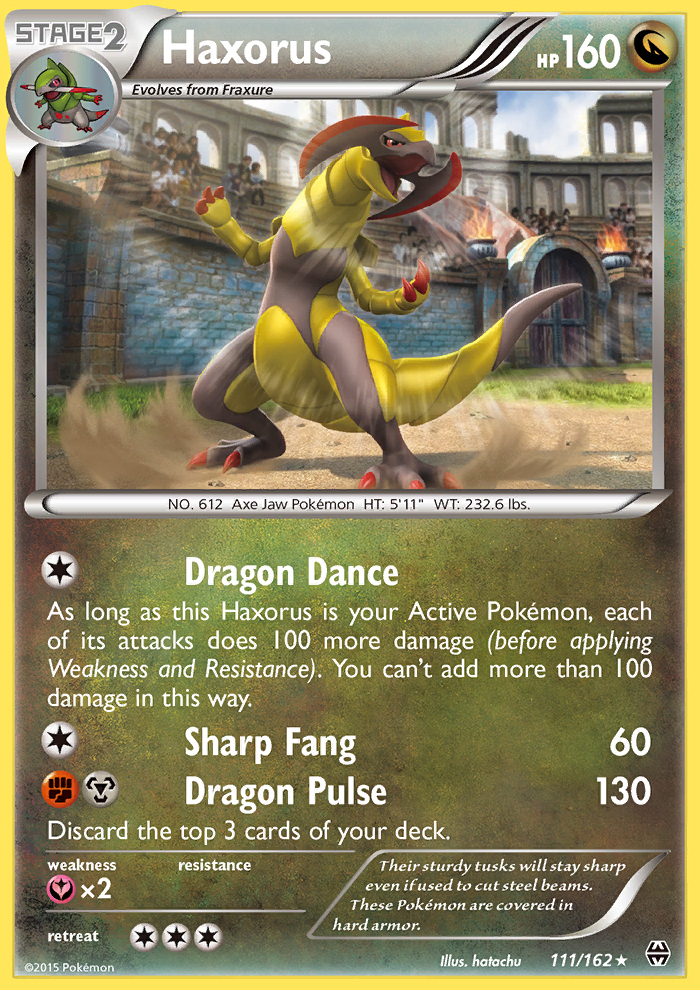 STAGE2
Haxorus
HP160
Evolves from Fraxure
NO. 612 Axe Jaw Pokémon HT: 5'11" WT: 232.6 lbs.
Dragon Dance
As long as this Haxorus is your Active Pokémon, each
of its attacks does 100 more damage (before applying
Weakness and Resistance). You can't add more than 100
damage in this way.
Sharp Fang 60
Dragon Pulse 130
Discard the top 3 cards of your deck.
weakness resistance
×2
Their sturdy tusks will stay sharp
even if used to cut steel beams.
These Pokémon are covered in
hard armor.
retreat
©2015 Pokémon
Illus. hatachu 111/162 ★